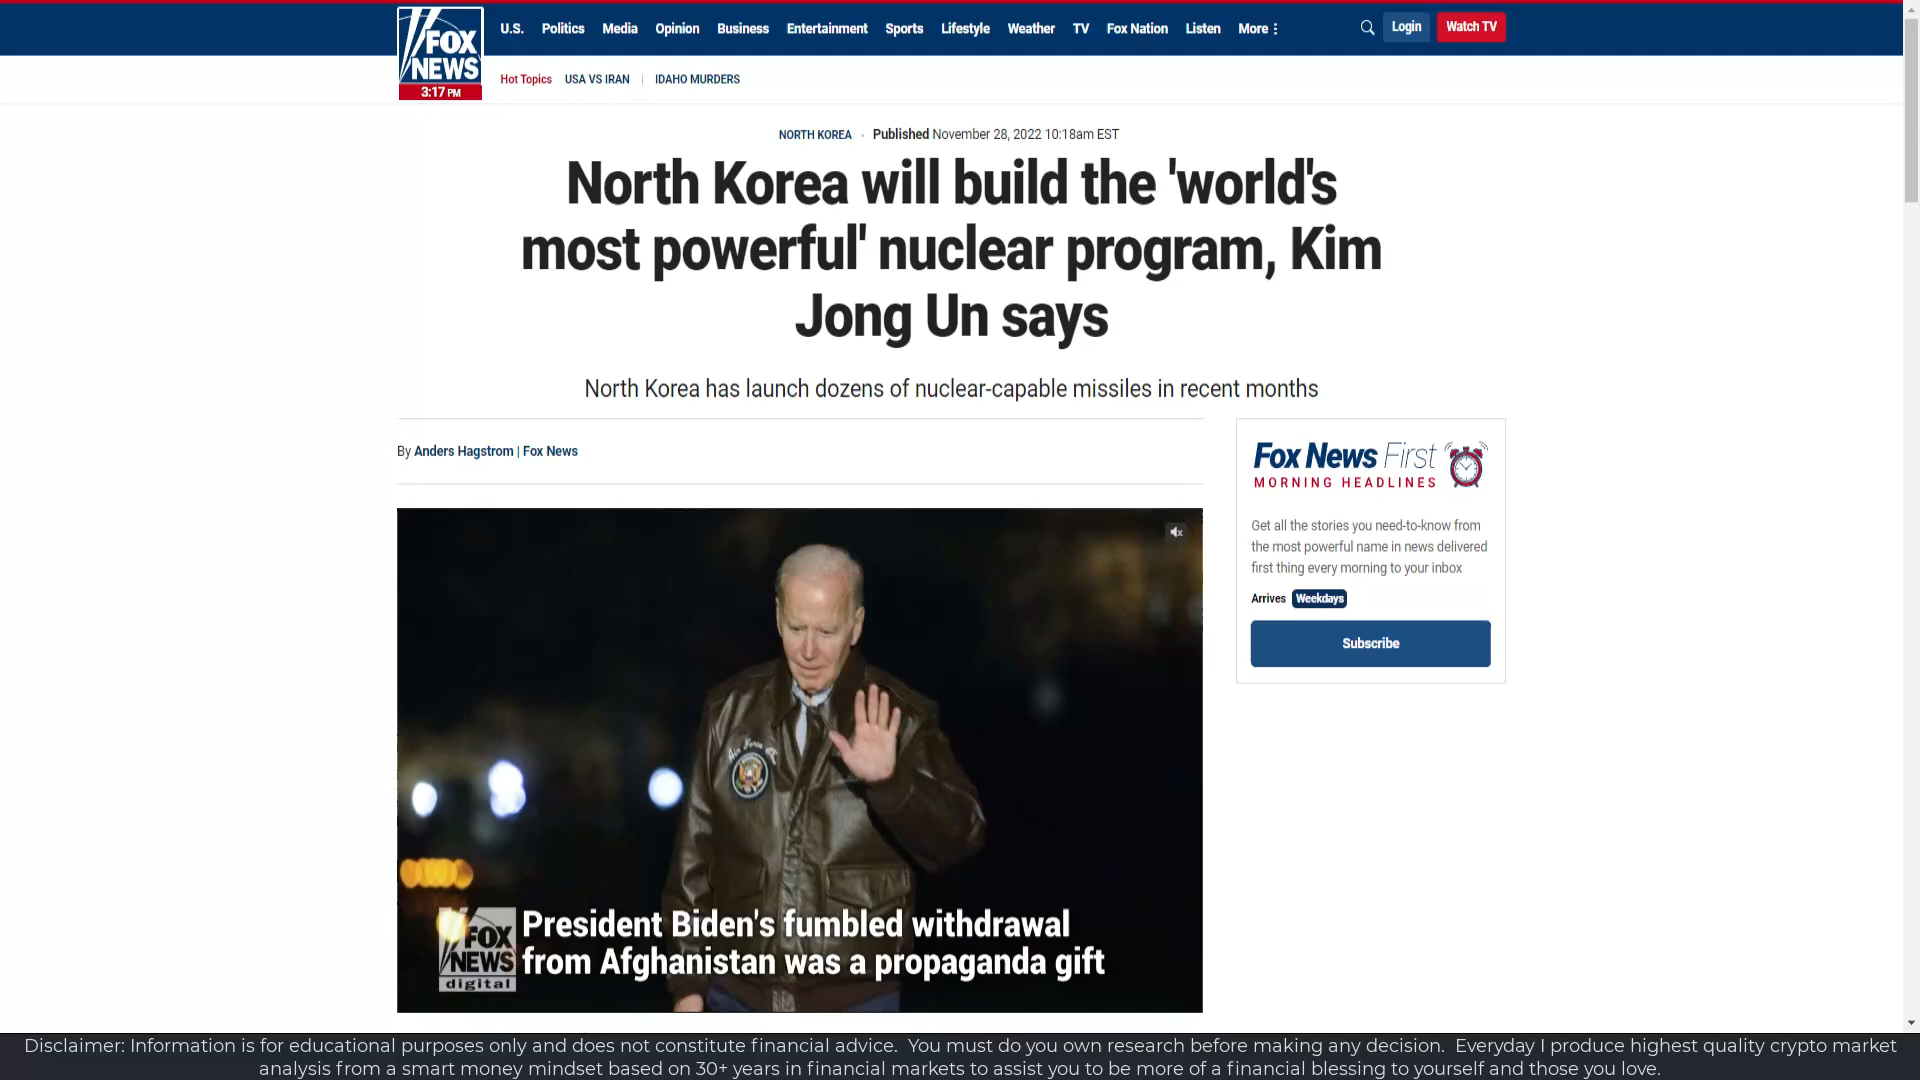 FOX
NEWS
3:17 PM
U.S. Politics Media Opinion Business Entertainment Sports Lifestyle Weather TV Fox Nation Listen More Login Watch TV
Hot Topics USA VS IRAN IDAHO MURDERS
NORTH KOREA · Published November 28, 2022 10:18am EST
North Korea will build the 'world's
most powerful' nuclear program, Kim
Jong Un says
North Korea has launch dozens of nuclear-capable missiles in recent months
By Anders Hagstrom | Fox News
Fox News First
MORNING HEADLINES
Get all the stories you need-to-know from
the most powerful name in news delivered
first thing every morning to your inbox
Arrives Weekdays
Subscribe
Air Force
FOX
NEWS
digital
President Biden's fumbled withdrawal
from Afghanistan was a propaganda gift
Disclaimer: Information is for educational purposes only and does not constitute financial advice. You must do you own research before making any decision. Everyday I produce highest quality crypto market
analysis from a smart money mindset based on 30+ years in financial markets to assist you to be more of a financial blessing to yourself and those you love.